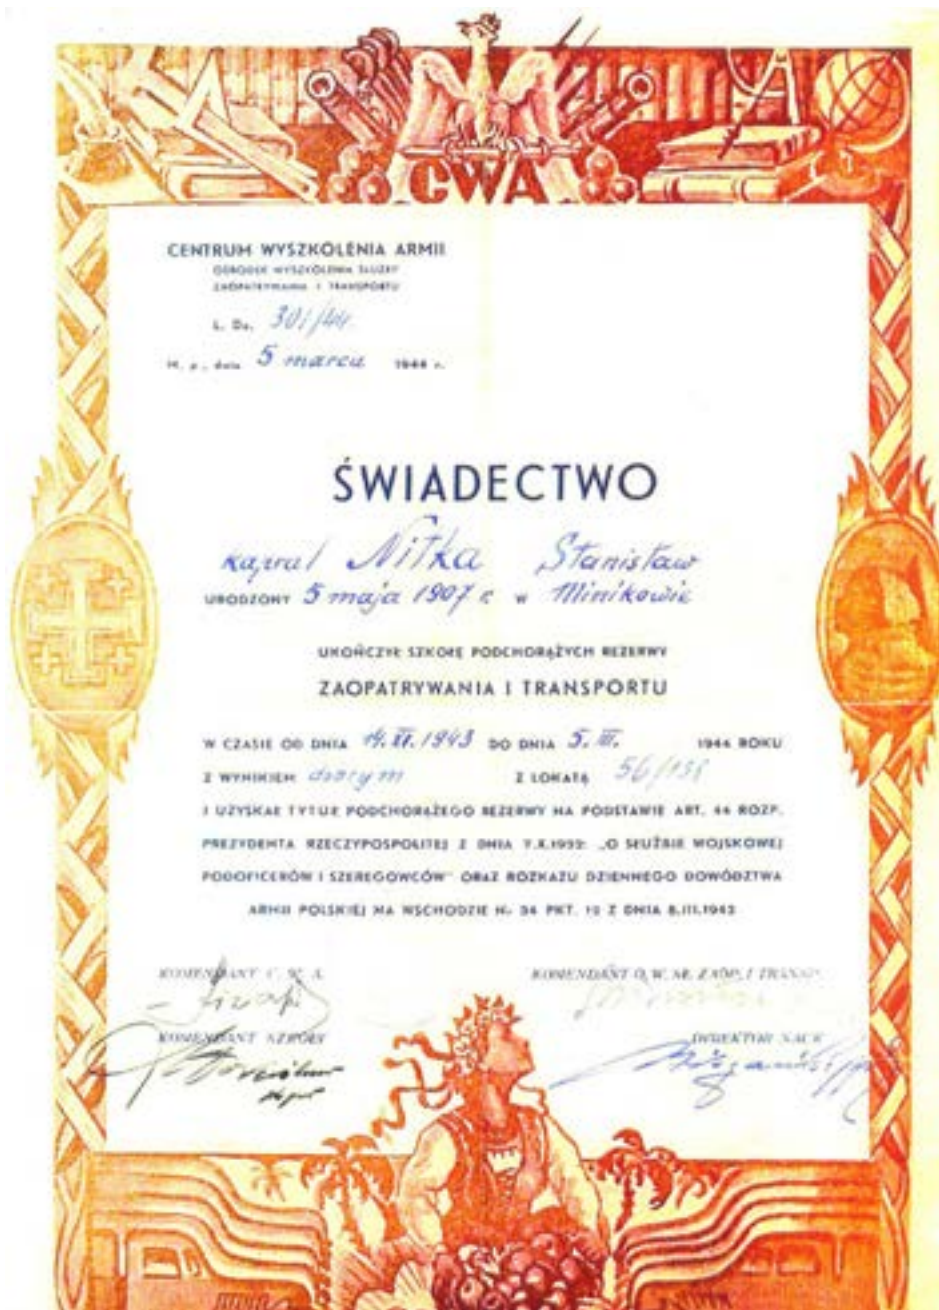 CWA
CENTRUM WYSZKOLENIA ARMII
OŚRODEK WYSZKOLENIA SŁUŻBY
ZAOPATRYWANIA I TRANSPORTU
L. Dz. 301/44
M. p., dnia 5 marca 1944 r.
ŚWIADECTWO
kapral Nitka Stanisław
URODZONY 5 maja 1907 r. w Minikowie
UKOŃCZYŁ SZKOŁĘ PODCHORĄŻYCH REZERWY
ZAOPATRYWANIA I TRANSPORTU
W CZASIE OD DNIA 1943 DO DNIA 5. III. 1944 ROKU
Z WYNIKIEM dobrym Z LOKATĄ 56/138
I UZYSKAŁ TYTUŁ PODCHORĄŻEGO REZERWY NA PODSTAWIE ART. 44 ROZP.
PREZYDENTA RZECZYPOSPOLITEJ Z DNIA 7.X.1932: „O SŁUŻBIE WOJSKOWEJ
PODOFICERÓW I SZEREGOWCÓW" ORAZ ROZKAZU DZIENNEGO DOWÓDZTWA
ARMII POLSKIEJ NA WSCHODZIE Nr 34 PKT. 12 Z DNIA 8.III.1943
KOMENDANT C. W. A. KOMENDANT O. W. SŁ. ZAOP. I TRANSP.
KOMENDANT SZKOŁY DYREKTOR NAUK